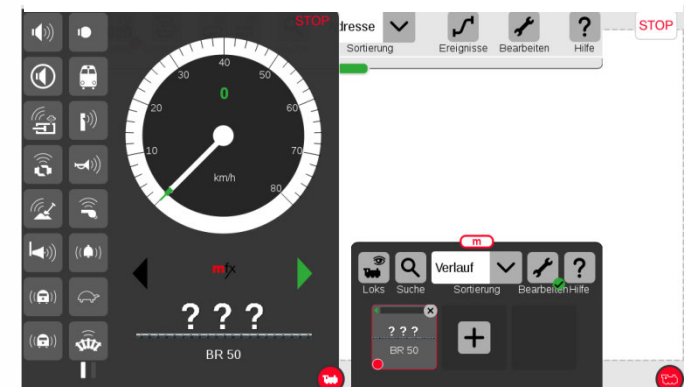 STOP
40
30
50
0
20
60
10
70
km/h
80
mfx
? ? ?
BR 50
dresse
Sortierung
Ereignisse
Bearbeiten
?
Hilfe
STOP
m
Verlauf
?
Loks
Suche
Sortierung
Bearbeiten
Hilfe
? ? ?
BR 50